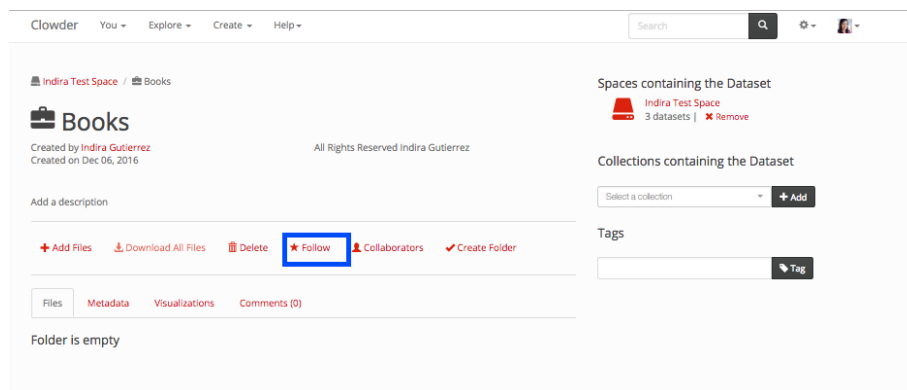 Clowder You Explore Create Help Search
Indira Test Space / Books
Books
Created by Indira Gutierrez
Created on Dec 06, 2016
All Rights Reserved Indira Gutierrez
Add a description
Add Files Download All Files Delete Follow Collaborators Create Folder
Files Metadata Visualizations Comments (0)
Folder is empty
Spaces containing the Dataset
Indira Test Space
3 datasets | Remove
Collections containing the Dataset
Select a collection Add
Tags
Tag